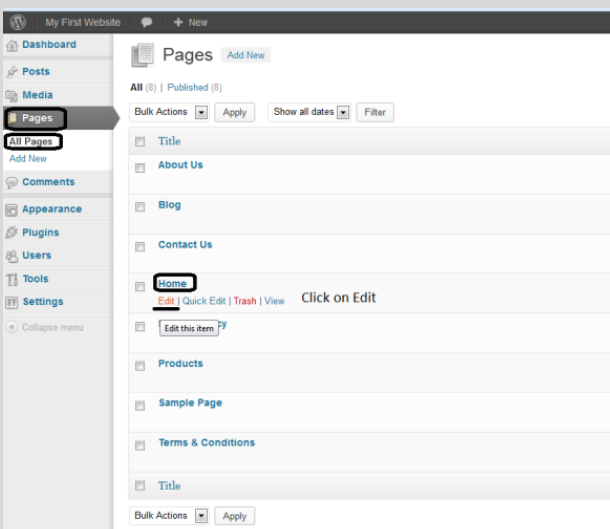 My First Website + New
Dashboard
Posts
Media
Pages
All Pages
Add New
Comments
Appearance
Plugins
Users
Tools
Settings
Collapse menu
Pages Add New
All (8) | Published (8)
Bulk Actions Apply Show all dates Filter
Title
About Us
Blog
Contact Us
Home
Edit | Quick Edit | Trash | View Click on Edit
Edit this item cy
Products
Sample Page
Terms & Conditions
Title
Bulk Actions Apply